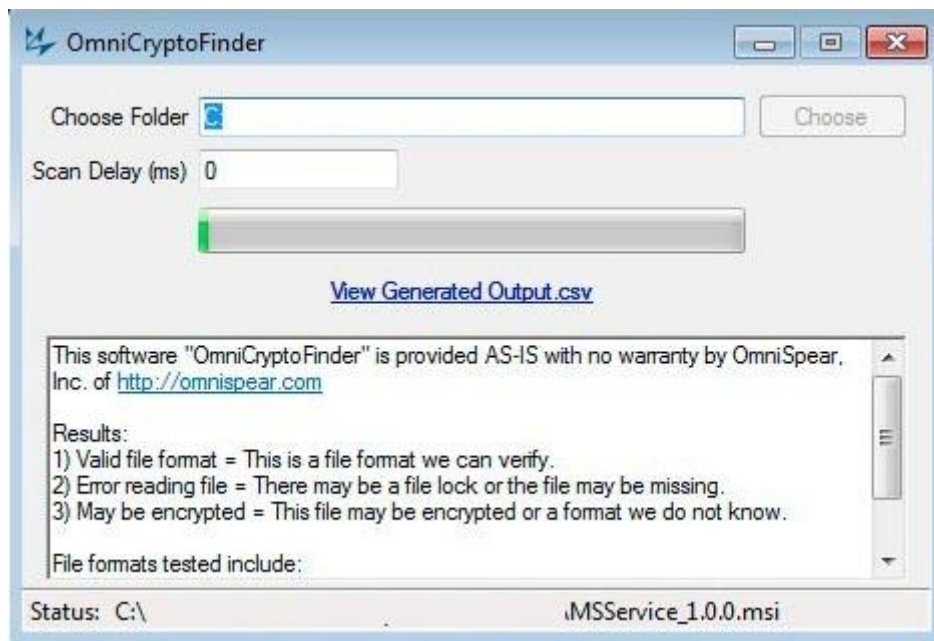 OmniCryptoFinder
Choose Folder C Choose
Scan Delay (ms) 0
View Generated Output.csv
This software "OmniCryptoFinder" is provided AS-IS with no warranty by OmniSpear,
Inc. of http://omnispear.com
Results:
1) Valid file format = This is a file format we can verify.
2) Error reading file = There may be a file lock or the file may be missing.
3) May be encrypted = This file may be encrypted or a format we do not know.
File formats tested include:
Status: C:\ \MSService_1.0.0.msi